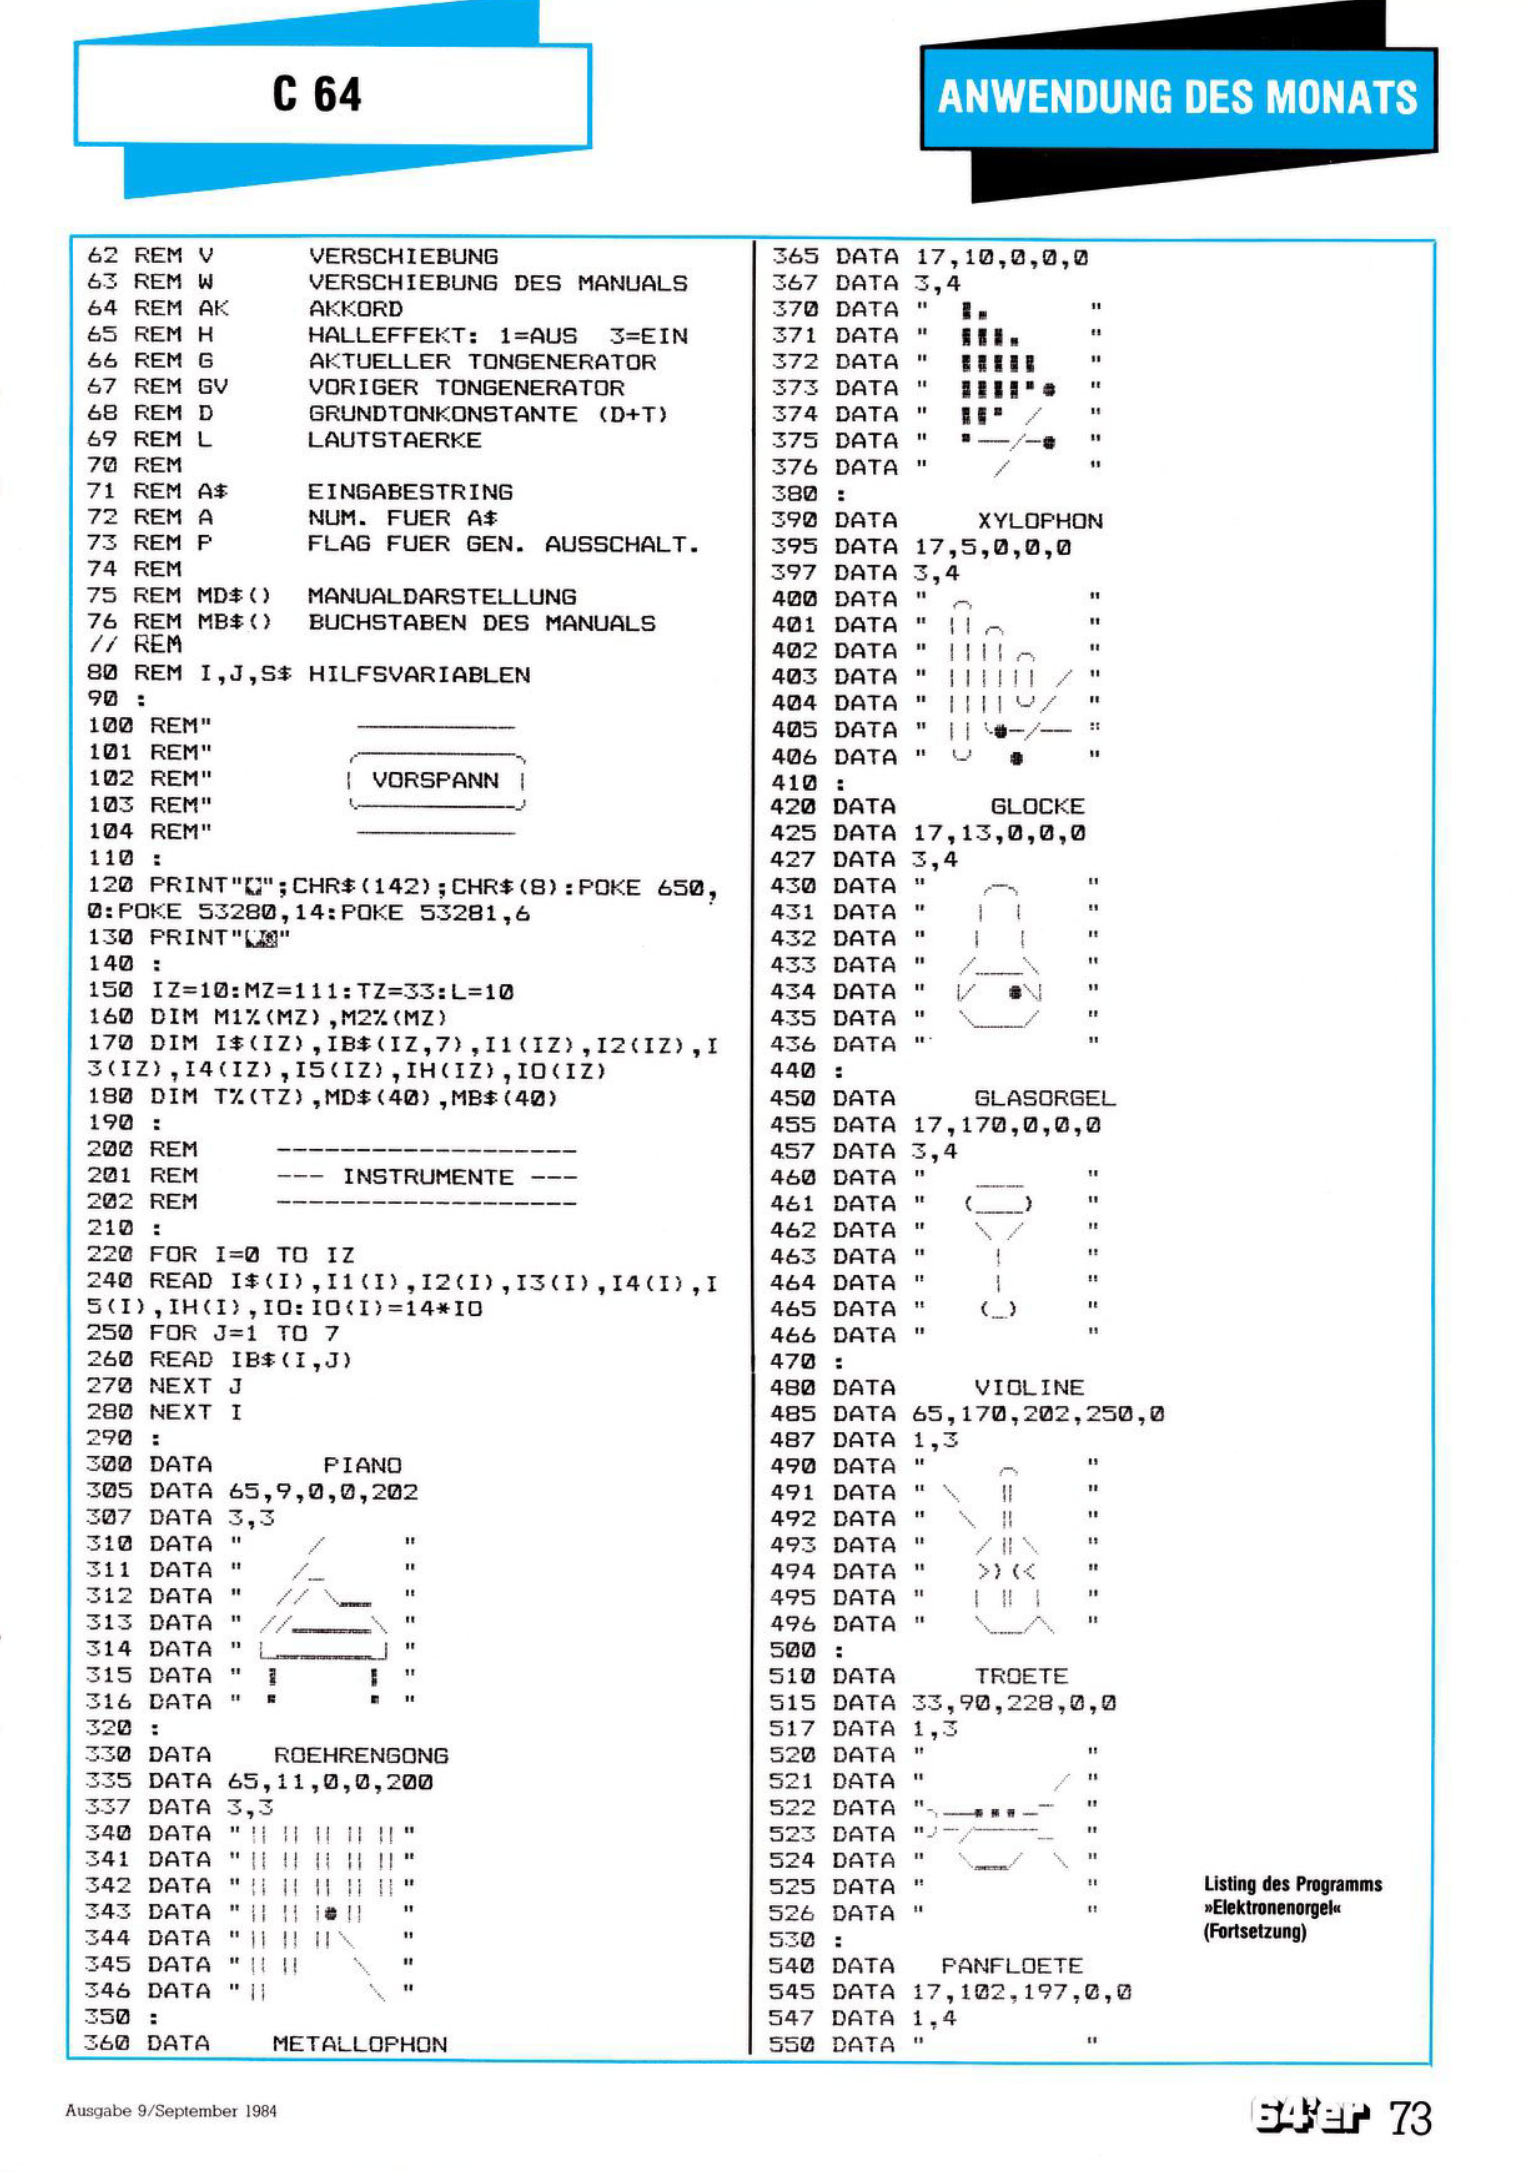 C 64
ANWENDUNG DES MONATS
62 REM V      VERSCHIEBUNG
63 REM W      VERSCHIEBUNG DES MANUALS
64 REM AK     AKKORD
65 REM H      HALLEFFEKT: 1=AUS  3=EIN
66 REM G      AKTUELLER TONGENERATOR
67 REM GV     VORIGER TONGENERATOR
68 REM D      GRUNDTONKONSTANTE (D+T)
69 REM L      LAUTSTAERKE
70 REM
71 REM A$     EINGABESTRING
72 REM A      NUM. FUER A$
73 REM P      FLAG FUER GEN. AUSSCHALT.
74 REM
75 REM MD$()  MANUALDARSTELLUNG
76 REM MB$()  BUCHSTABEN DES MANUALS
77 REM
80 REM I,J,S$ HILFSVARIABLEN
90 :
100 REM"
101 REM"
102 REM"          VORSPANN
103 REM"
104 REM"
110 :
120 PRINT"";CHR$(142);CHR$(8):POKE 650,
0:POKE 53280,14:POKE 53281,6
130 PRINT""
140 :
150 IZ=10:MZ=111:TZ=33:L=10
160 DIM M1%(MZ),M2%(MZ)
170 DIM I$(IZ),IB$(IZ,7),I1(IZ),I2(IZ),I
3(IZ),I4(IZ),I5(IZ),IH(IZ),IO(IZ)
180 DIM T%(TZ),MD$(40),MB$(40)
190 :
200 REM     -------------------
201 REM     --- INSTRUMENTE ---
202 REM     -------------------
210 :
220 FOR I=0 TO IZ
240 READ I$(I),I1(I),I2(I),I3(I),I4(I),I
5(I),IH(I),IO:IO(I)=14*IO
250 FOR J=1 TO 7
260 READ IB$(I,J)
270 NEXT J
280 NEXT I
290 :
300 DATA       PIANO
305 DATA 65,9,0,0,202
307 DATA 3,3
310 DATA "    /     "
311 DATA "   /_     "
312 DATA "  // \__  "
313 DATA " //_____\ "
314 DATA " |______| "
315 DATA "          "
316 DATA "          "
320 :
330 DATA    ROEHRENGONG
335 DATA 65,11,0,0,200
337 DATA 3,3
340 DATA " || || || || || "
341 DATA " || || || || || "
342 DATA " || || || || || "
343 DATA " || || |● ||   "
344 DATA " || || || \    "
345 DATA " || ||     \   "
346 DATA " ||         \  "
350 :
360 DATA    METALLOPHON
365 DATA 17,10,0,0,0
367 DATA 3,4
370 DATA "          "
371 DATA "          "
372 DATA "          "
373 DATA "        ● "
374 DATA "      /   "
375 DATA "   —/—●   "
376 DATA "    /     "
380 :
390 DATA     XYLOPHON
395 DATA 17,5,0,0,0
397 DATA 3,4
400 DATA "          "
401 DATA " ||       "
402 DATA " ||||     "
403 DATA " |||||| / "
404 DATA " ||||  /  "
405 DATA " || ●-/-- "
406 DATA "     ●    "
410 :
420 DATA      GLOCKE
425 DATA 17,13,0,0,0
427 DATA 3,4
430 DATA "          "
431 DATA "   |  |   "
432 DATA "   |  |   "
433 DATA "  /____\  "
434 DATA "  |/  ●\| "
435 DATA "  \____/  "
436 DATA "          "
440 :
450 DATA     GLASORGEL
455 DATA 17,170,0,0,0
457 DATA 3,4
460 DATA "   ___    "
461 DATA "  (___)   "
462 DATA "   \ /    "
463 DATA "    |     "
464 DATA "    |     "
465 DATA "   (_)    "
466 DATA "          "
470 :
480 DATA     VIOLINE
485 DATA 65,170,202,250,0
487 DATA 1,3
490 DATA "          "
491 DATA " \   ||   "
492 DATA "  \  ||   "
493 DATA "   / || \ "
494 DATA "   >) (<  "
495 DATA "   | || | "
496 DATA "   \__/\  "
500 :
510 DATA     TROETE
515 DATA 33,90,228,0,0
517 DATA 1,3
520 DATA "          "
521 DATA "        / "
522 DATA "          "
523 DATA "          "
524 DATA "  \__/  \ "
525 DATA "          "
526 DATA "          "
530 :
540 DATA   PANFLOETE
545 DATA 17,102,197,0,0
547 DATA 1,4
550 DATA "          "
Listing des Programms
»Elektronenorgel«
(Fortsetzung)
Ausgabe 9/September 1984
64'er 73